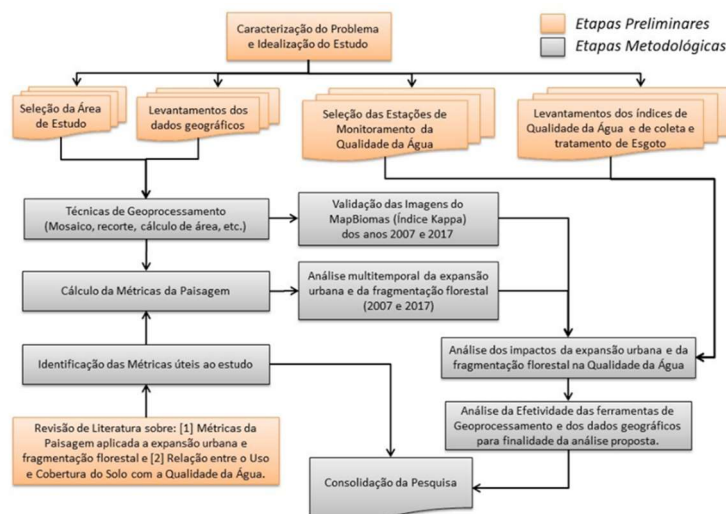 Caracterização do Problema
e Idealização do Estudo
Etapas Preliminares
Etapas Metodológicas
Seleção da Área
de Estudo
Levantamentos dos
dados geográficos
Seleção das Estações de
Monitoramento da
Qualidade da Água
Levantamentos dos índices de
Qualidade da Água e de coleta e
tratamento de Esgoto
Técnicas de Geoprocessamento
(Mosaico, recorte, cálculo de área, etc.)
Validação das Imagens do
MapBiomas (Índice Kappa)
dos anos 2007 e 2017
Cálculo da Métricas da Paisagem
Análise multitemporal da expansão
urbana e da fragmentação florestal
(2007 e 2017)
Identificação das Métricas úteis ao estudo
Análise dos impactos da expansão urbana e da
fragmentação florestal na Qualidade da Água
Revisão de Literatura sobre: [1] Métricas da
Paisagem aplicada a expansão urbana e
fragmentação florestal e [2] Relação entre o Uso
e Cobertura do Solo com a Qualidade da Água.
Análise da Efetividade das ferramentas de
Geoprocessamento e dos dados geográficos
para finalidade da análise proposta.
Consolidação da Pesquisa